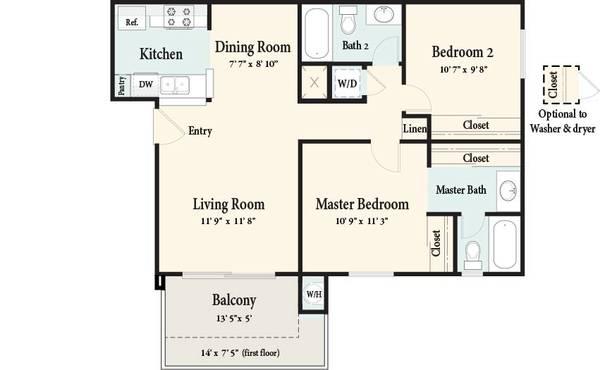 Ref.
Kitchen
Pantry
DW
Dining Room
7' 7"x 8' 10"
Bath 2
W/D
Bedroom 2
10' 7"x 9' 8"
Closet
Linen
Closet
Optional to
Washer & dryer
Entry
Living Room
11' 9" x 11' 8"
Master Bedroom
10' 9" x 11' 3"
Closet
Master Bath
Closet
W/H
Balcony
13' 5"x 5'
14' x 7' 5" (first floor)